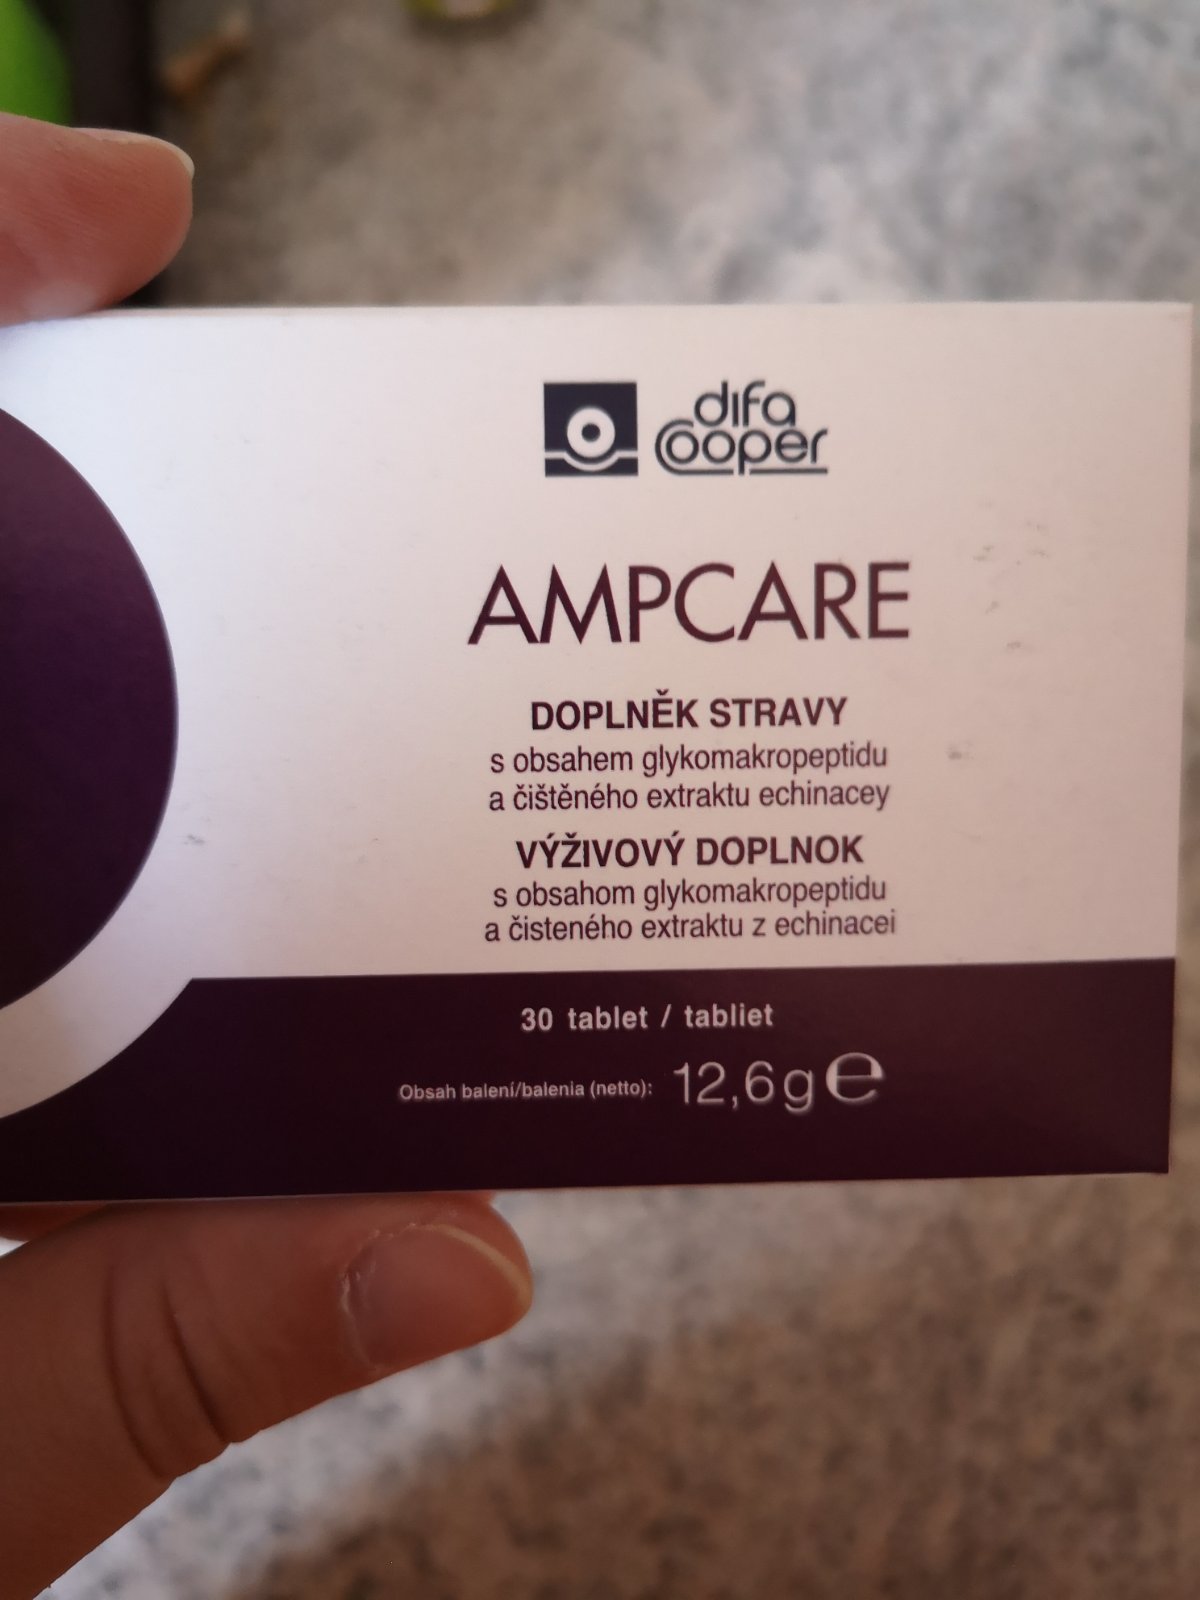 difa
Cooper
AMPCARE
DOPLNĚK STRAVY
s obsahem glykomakropeptidu
a čištěného extraktu echinacey
VÝŽIVOVÝ DOPLNOK
s obsahom glykomakropeptidu
a čisteného extraktu z echinacei
30 tablet / tabliet
Obsah balení/balenia (netto): 12,6g ℮